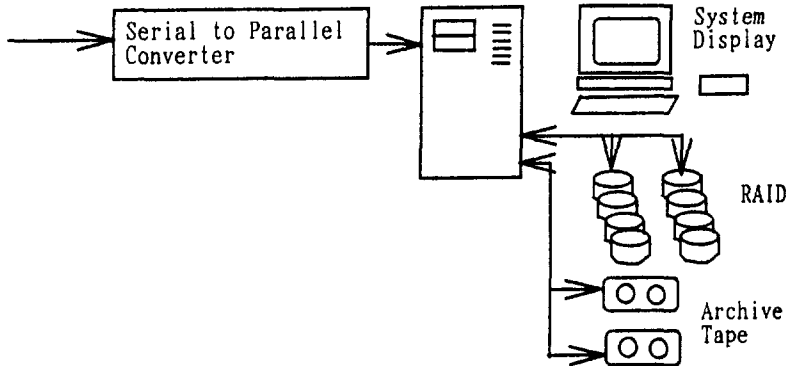 Serial to Parallel
Converter
System
Display
RAID
Archive
Tape